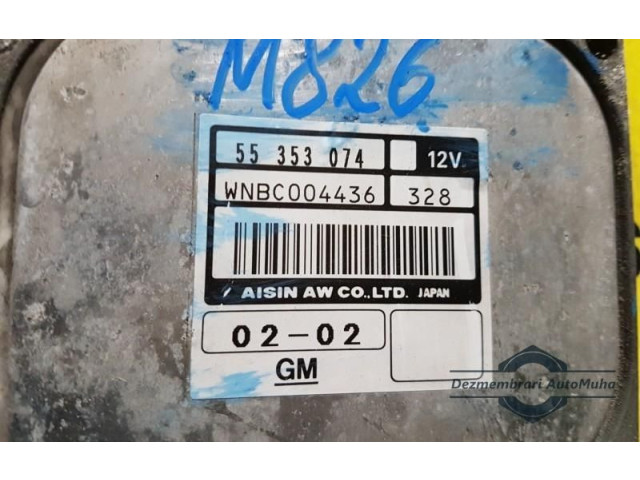 M826
55 353 074 12V.
WNBC004436 328
AISIN AW CO.,LTD. JAPAN
02-02
GM
Dezmembrari AutoMuha